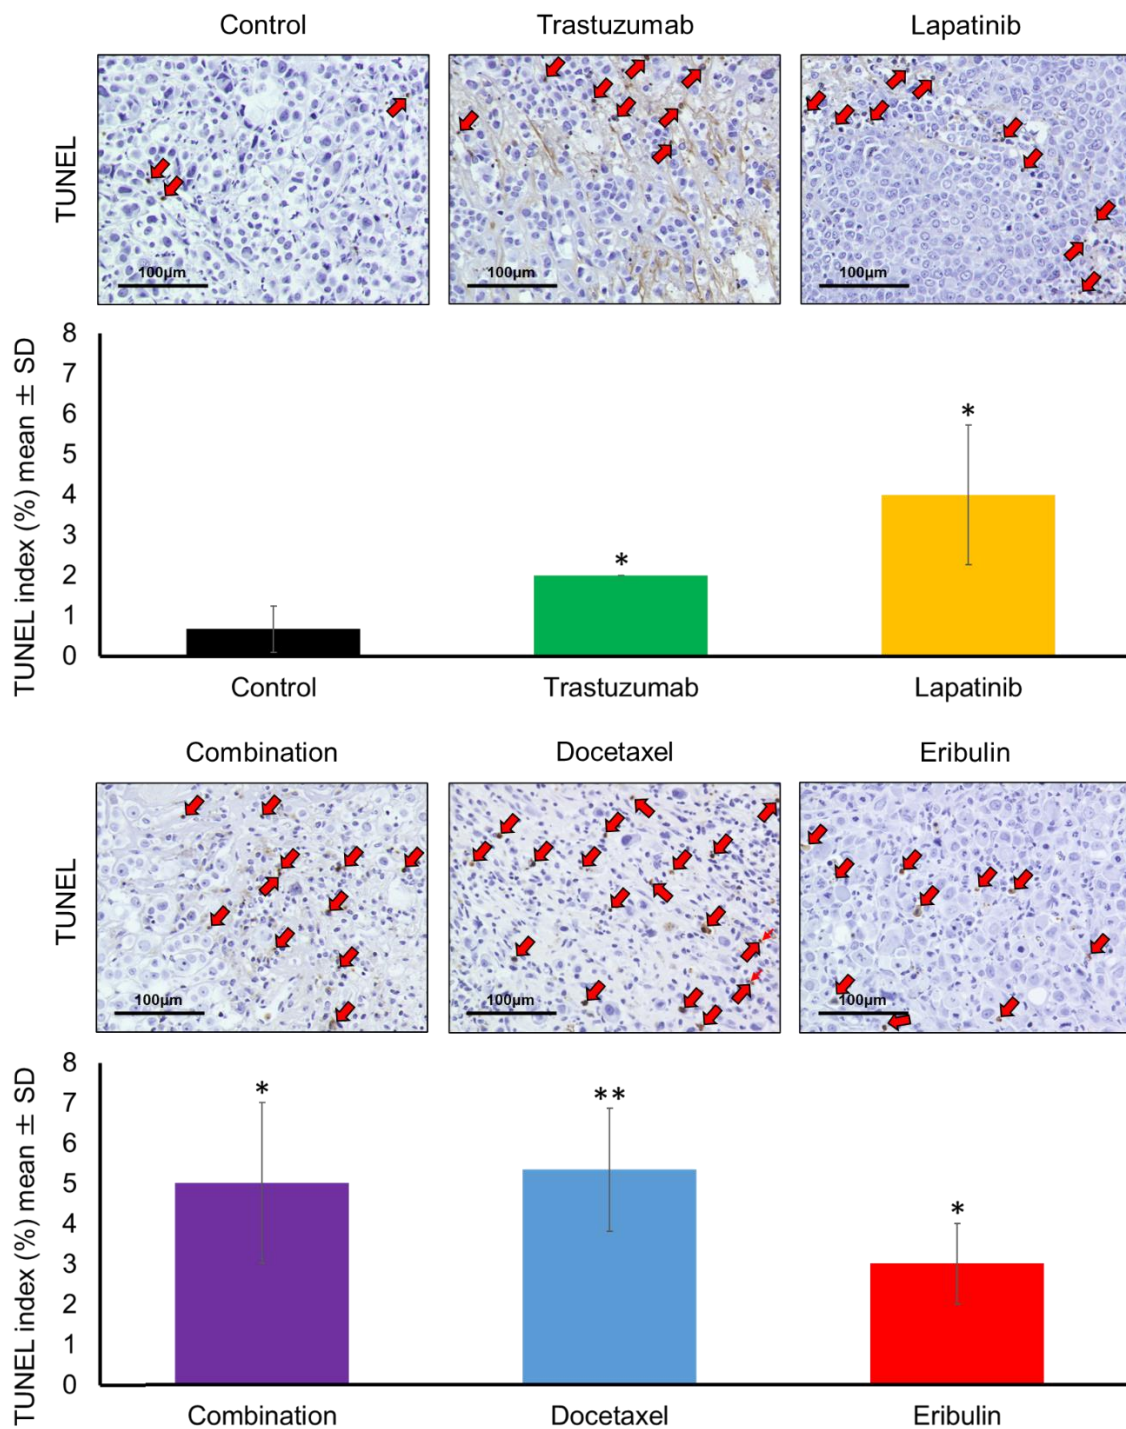 Control Trastuzumab Lapatinib
TUNEL
100µm 100µm 100µm
TUNEL index (%) mean ± SD
8
7
6
5
4
3
2
1
0
*
*
Control Trastuzumab Lapatinib
Combination Docetaxel Eribulin
TUNEL
100µm 100µm 100µm
TUNEL index (%) mean ± SD
8
7
6
5
4
3
2
1
0
* ** *
Combination Docetaxel Eribulin